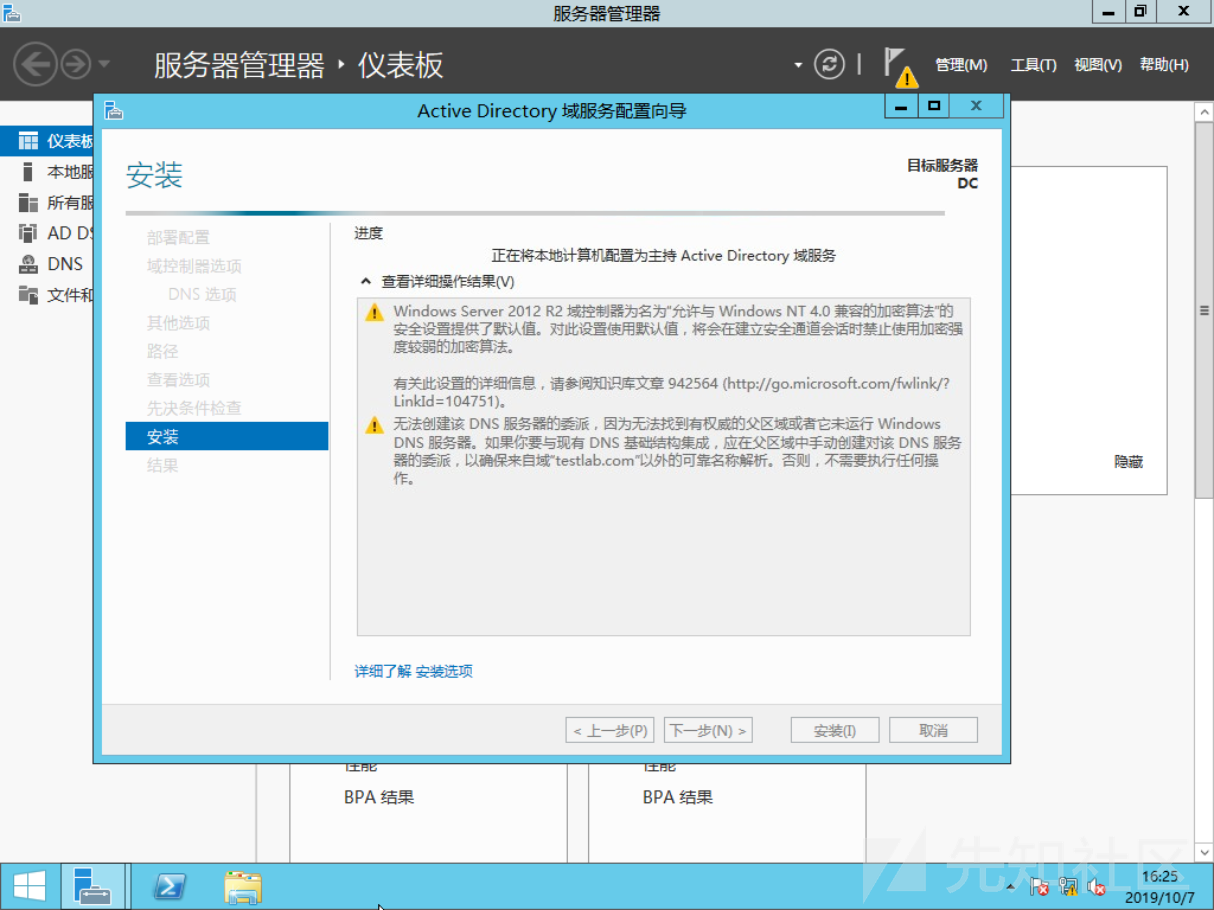 服务器管理器
服务器管理器 · 仪表板
管理(M) 工具(T) 视图(V) 帮助(H)
仪表板
本地服
所有服
AD DS
DNS
文件和
Active Directory 域服务配置向导
安装
目标服务器
DC
部署配置
域控制器选项
DNS 选项
其他选项
路径
查看选项
先决条件检查
安装
结果
进度
正在将本地计算机配置为主持 Active Directory 域服务
查看详细操作结果(V)
Windows Server 2012 R2 域控制器为名为"允许与 Windows NT 4.0 兼容的加密算法"的
安全设置提供了默认值。对此设置使用默认值，将会在建立安全通道会话时禁止使用加密强
度较弱的加密算法。
有关此设置的详细信息，请参阅知识库文章 942564 (http://go.microsoft.com/fwlink/?
LinkId=104751)。
无法创建该 DNS 服务器的委派，因为无法找到有权威的父区域或者它未运行 Windows
DNS 服务器。如果你要与现有 DNS 基础结构集成，应在父区域中手动创建对该 DNS 服务
器的委派，以确保来自域"testlab.com"以外的可靠名称解析。否则，不需要执行任何操
作。
详细了解 安装选项
< 上一步(P) 下一步(N) > 安装(I) 取消
隐藏
性能 性能
BPA 结果 BPA 结果
先知社区
16:25
2019/10/7